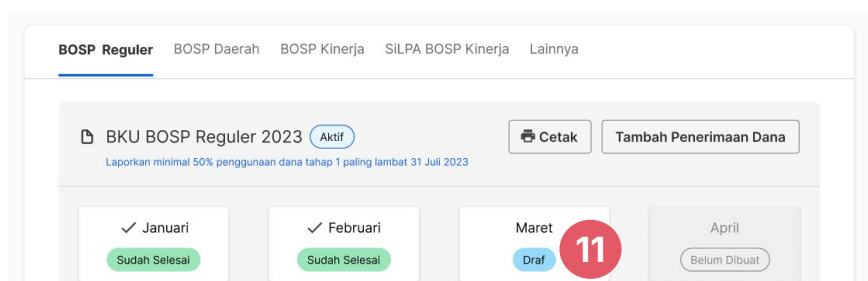 BOSP Reguler BOSP Daerah BOSP Kinerja SiLPA BOSP Kinerja Lainnya
BKU BOSP Reguler 2023 Aktif Cetak Tambah Penerimaan Dana
Laporkan minimal 50% penggunaan dana tahap 1 paling lambat 31 Juli 2023
Januari Februari Maret April
Sudah Selesai Sudah Selesai Draf 11 Belum Dibuat